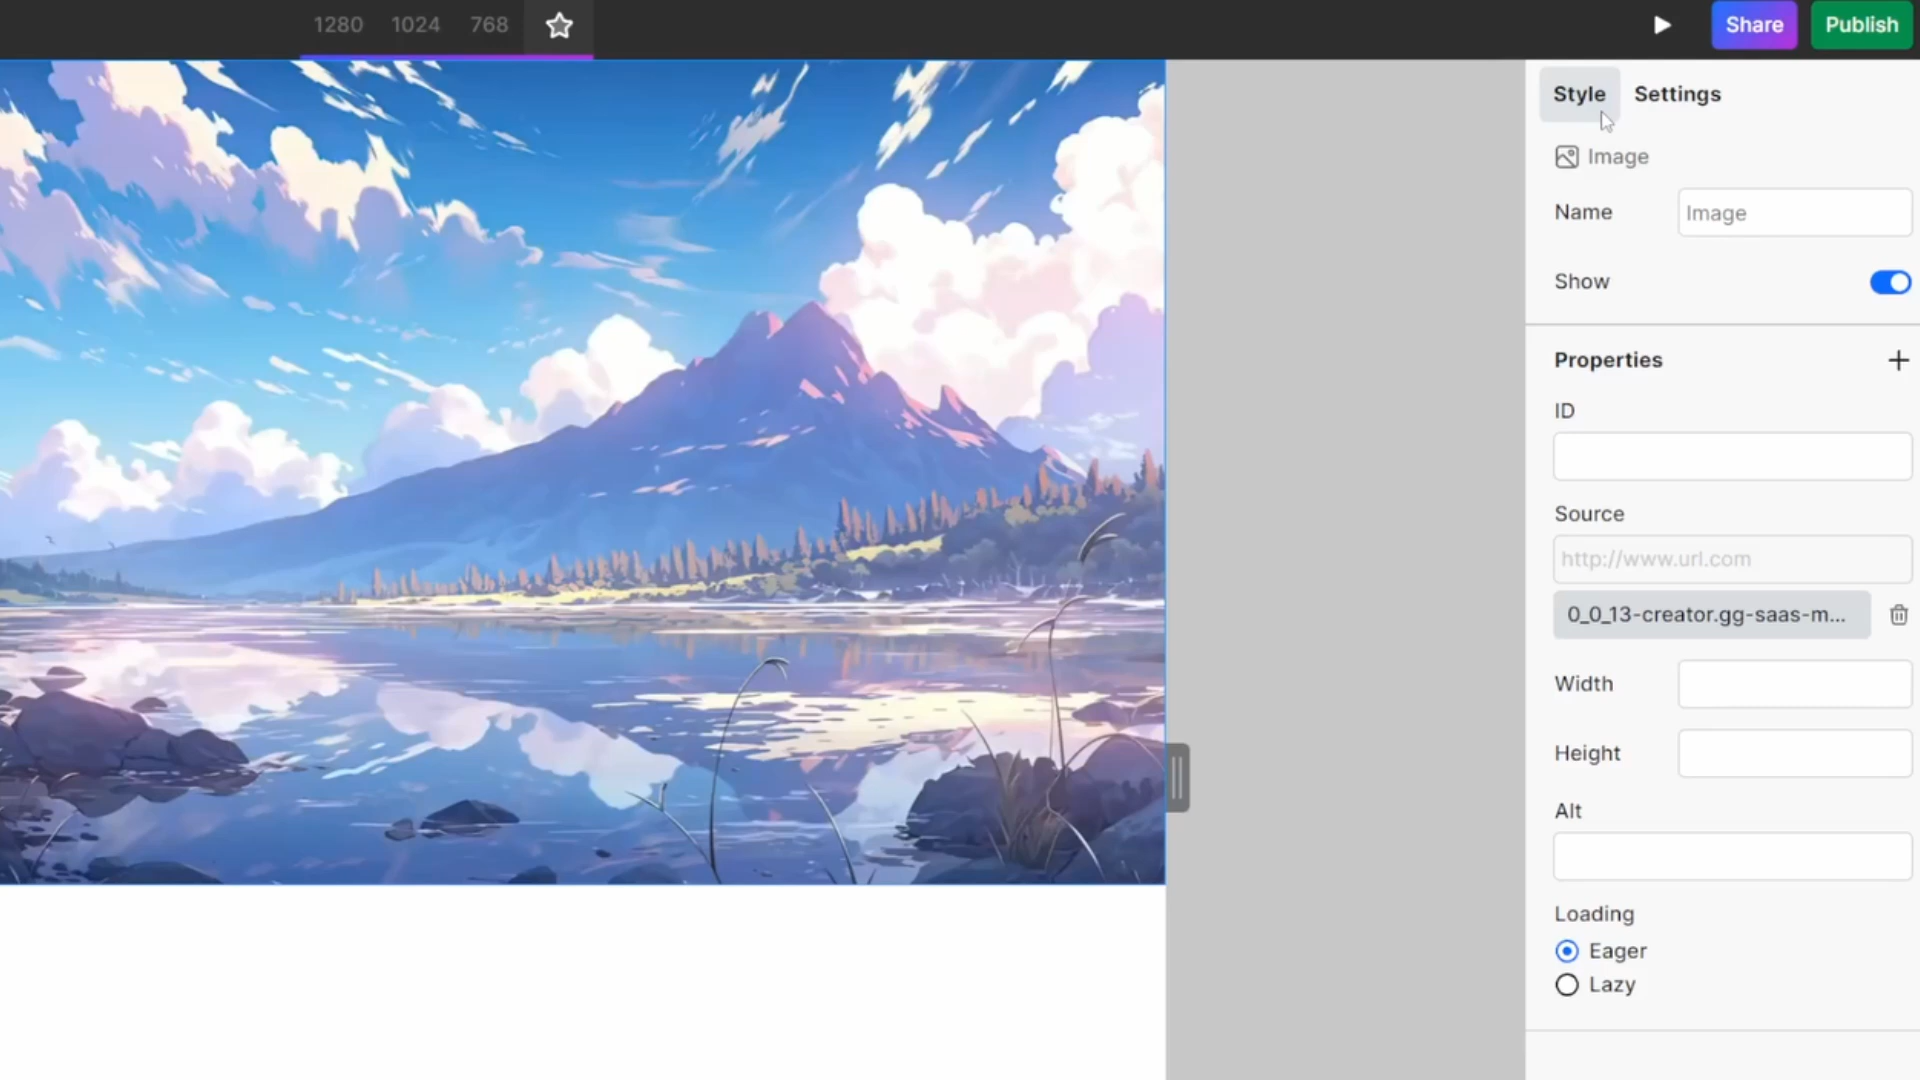 1280 1024 768
Share Publish
Style Settings
Image
Name Image
Show
Properties
ID
Source
http://www.url.com
0_0_13-creator.gg-saas-m...
Width
Height
Alt
Loading
Eager
Lazy